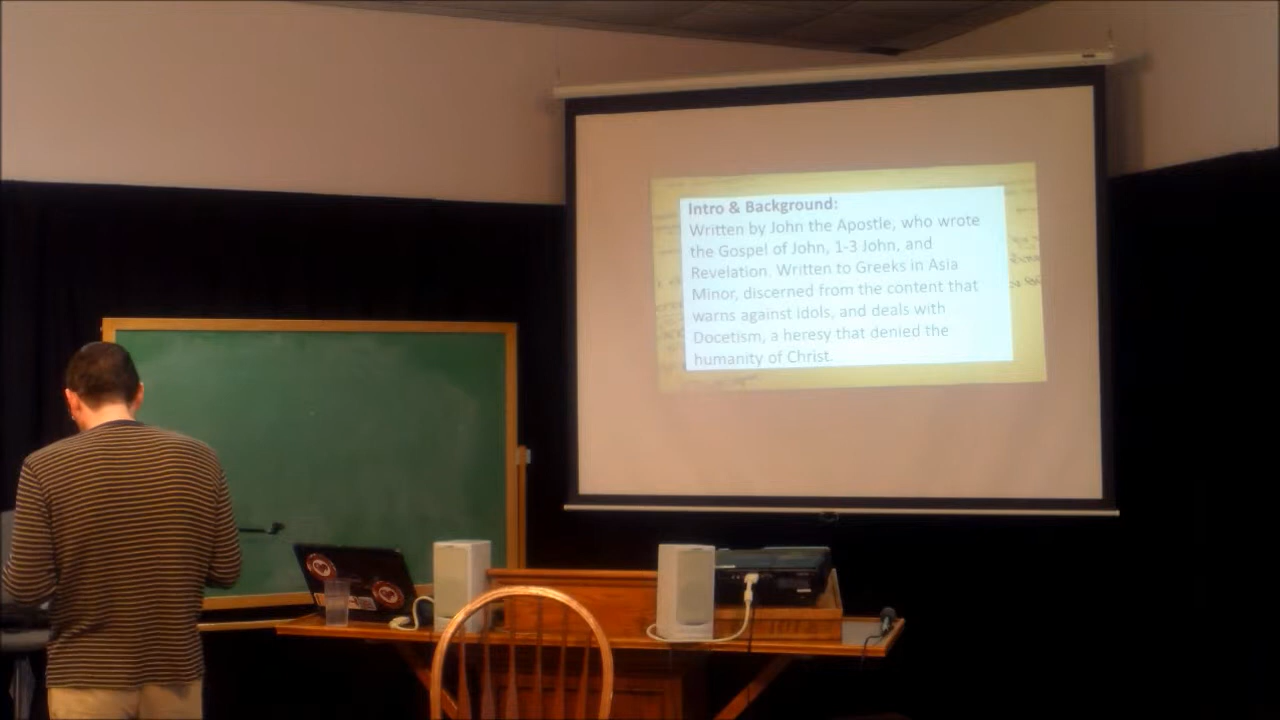 Intro & Background:
Written by John the Apostle, who wrote
the Gospel of John, 1-3 John, and
Revelation. Written to Greeks in Asia
Minor, discerned from the content that
warns against idols, and deals with
Docetism, a heresy that denied the
humanity of Christ.